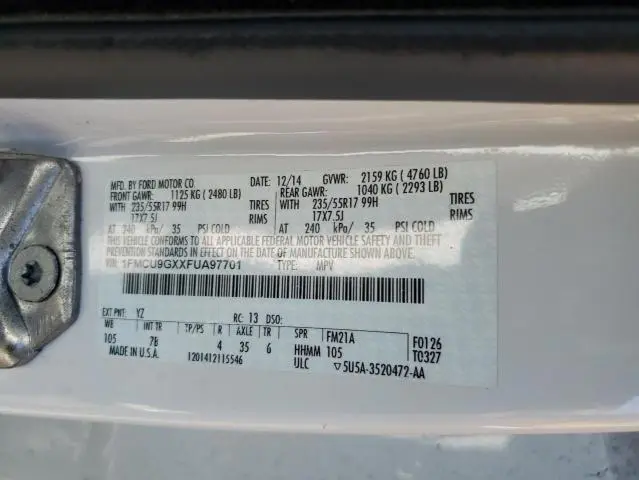 MFD. BY FORD MOTOR CO. 12/14 GVWR: 2159 KG ( 4760 LB)
FRONT GAWR: 1125 KG ( 2480 LB) REAR GAWR: 1040 KG ( 2293 LB)
WITH 235/55R17 99H TIRES WITH 235/55R17 99H TIRES
17X7.5J RIMS 17X7.5J RIMS
AT 240 kPa/ 35 PSI COLD AT 240 kPa/ 35 PSI COLD
THIS VEHICLE CONFORMS TO ALL APPLICABLE FEDERAL MOTOR VEHICLE SAFETY AND THEFT
PREVENTION STANDARDS IN EFFECT ON THE DATE OF MANUFACTURE SHOWN ABOVE.
VIN: 1FMCU9GXXFUA97701 TYPE: MPV
EXT PNT: YZ RC: 13 DSO:
WB INT TR TP/PS R AXLE TR SPR FM21A F0126
105 7B 4 35 6 HHMM 105 T0327
MADE IN U.S.A. 1201412115546 ULC ▽5U5A-3520472-AA